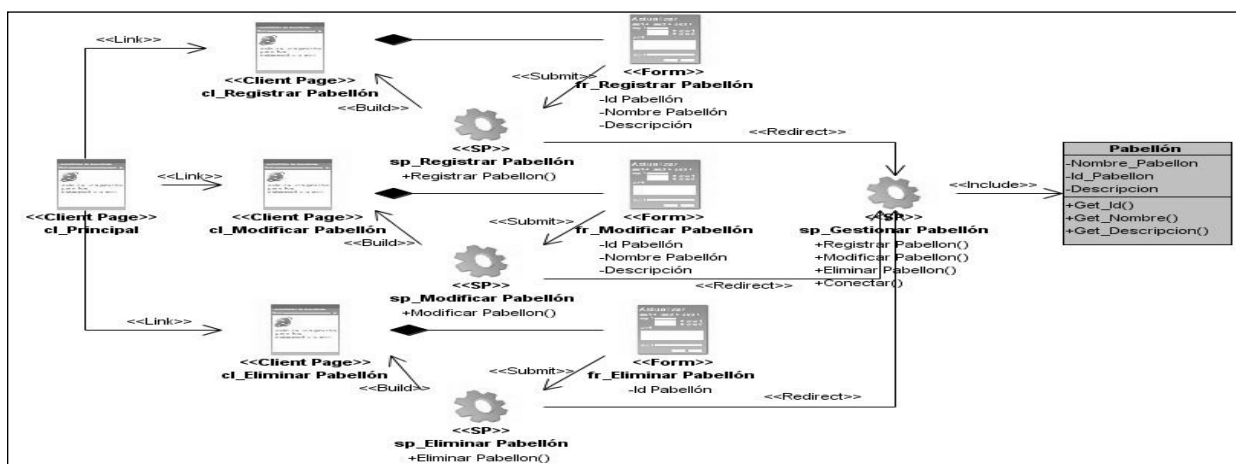 <<Link>>
<<Client Page>>
cl_Registrar Pabellón
<<Submit>>
<<Form>>
fr_Registrar Pabellón
-Id Pabellón
-Nombre Pabellón
-Descripción
<<Build>>
<<SP>>
sp_Registrar Pabellón
+Registrar Pabellon()
<<Redirect>>
<<Client Page>>
cl_Principal
<<Link>>
<<Client Page>>
cl_Modificar Pabellón
<<Submit>>
<<Form>>
fr_Modificar Pabellón
-Id Pabellón
-Nombre Pabellón
-Descripción
<<Build>>
<<SP>>
sp_Modificar Pabellón
+Modificar Pabellon()
<<Redirect>>
<<SP>>
sp_Gestionar Pabellón
+Registrar Pabellon()
+Modificar Pabellon()
+Eliminar Pabellon()
+Conectar()
<<Include>>
Pabellón
-Nombre_Pabellon
-Id_Pabellon
-Descripcion
+Get_Id()
+Get_Nombre()
+Get_Descripcion()
<<Link>>
<<Client Page>>
cl_Eliminar Pabellón
<<Submit>>
<<Form>>
fr_Eliminar Pabellón
-Id Pabellón
<<Build>>
<<SP>>
sp_Eliminar Pabellón
+Eliminar Pabellon()
<<Redirect>>